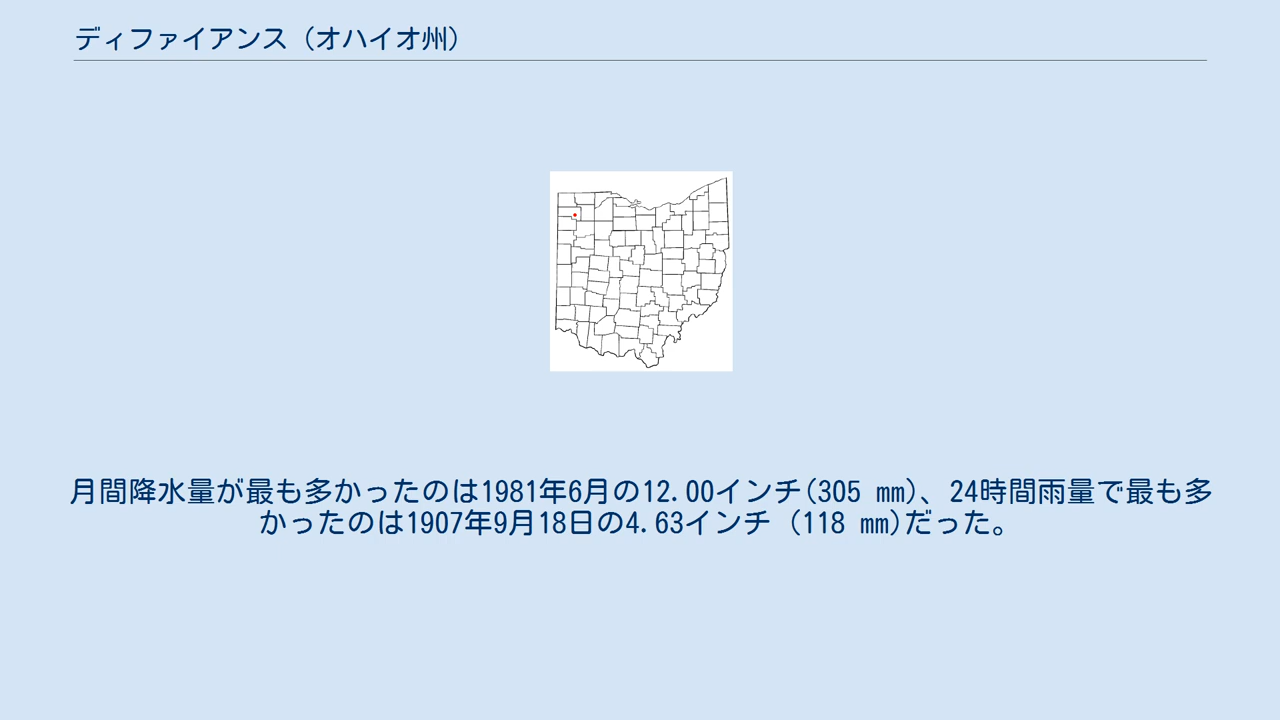 ディファイアンス (オハイオ州)
月間降水量が最も多かったのは1981年6月の12.00インチ(305 mm)、24時間雨量で最も多
かったのは1907年9月18日の4.63インチ (118 mm)だった。